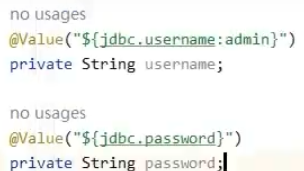 no usages
@Value("${jdbc.username:admin}")
private String username;
no usages
@Value("${jdbc.password}")
private String password;